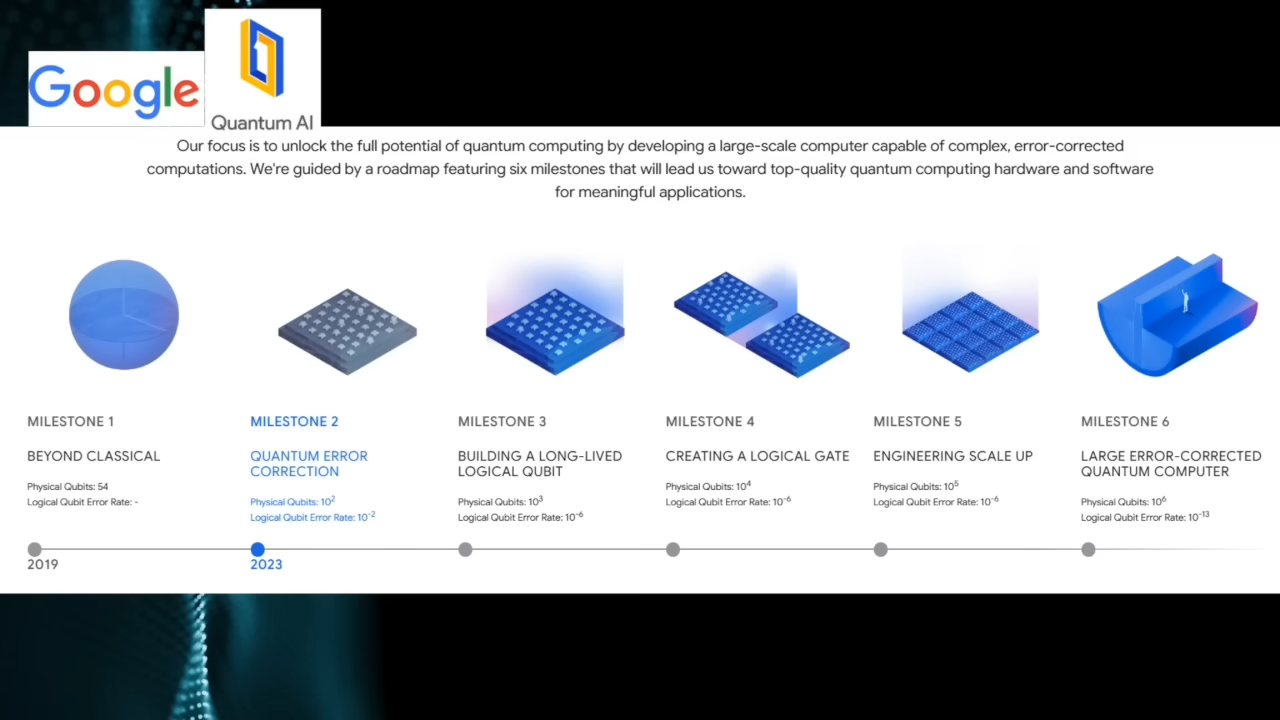 Google
Quantum AI
Our focus is to unlock the full potential of quantum computing by developing a large-scale computer capable of complex, error-corrected
computations. We're guided by a roadmap featuring six milestones that will lead us toward top-quality quantum computing hardware and software
for meaningful applications.
MILESTONE 1
BEYOND CLASSICAL
Physical Qubits: 54
Logical Qubit Error Rate: -
2019
MILESTONE 2
QUANTUM ERROR
CORRECTION
Physical Qubits: 10²
Logical Qubit Error Rate: 10⁻²
2023
MILESTONE 3
BUILDING A LONG-LIVED
LOGICAL QUBIT
Physical Qubits: 10³
Logical Qubit Error Rate: 10⁻⁶
MILESTONE 4
CREATING A LOGICAL GATE
Physical Qubits: 10⁴
Logical Qubit Error Rate: 10⁻⁶
MILESTONE 5
ENGINEERING SCALE UP
Physical Qubits: 10⁵
Logical Qubit Error Rate: 10⁻⁶
MILESTONE 6
LARGE ERROR-CORRECTED
QUANTUM COMPUTER
Physical Qubits: 10⁶
Logical Qubit Error Rate: 10⁻¹³